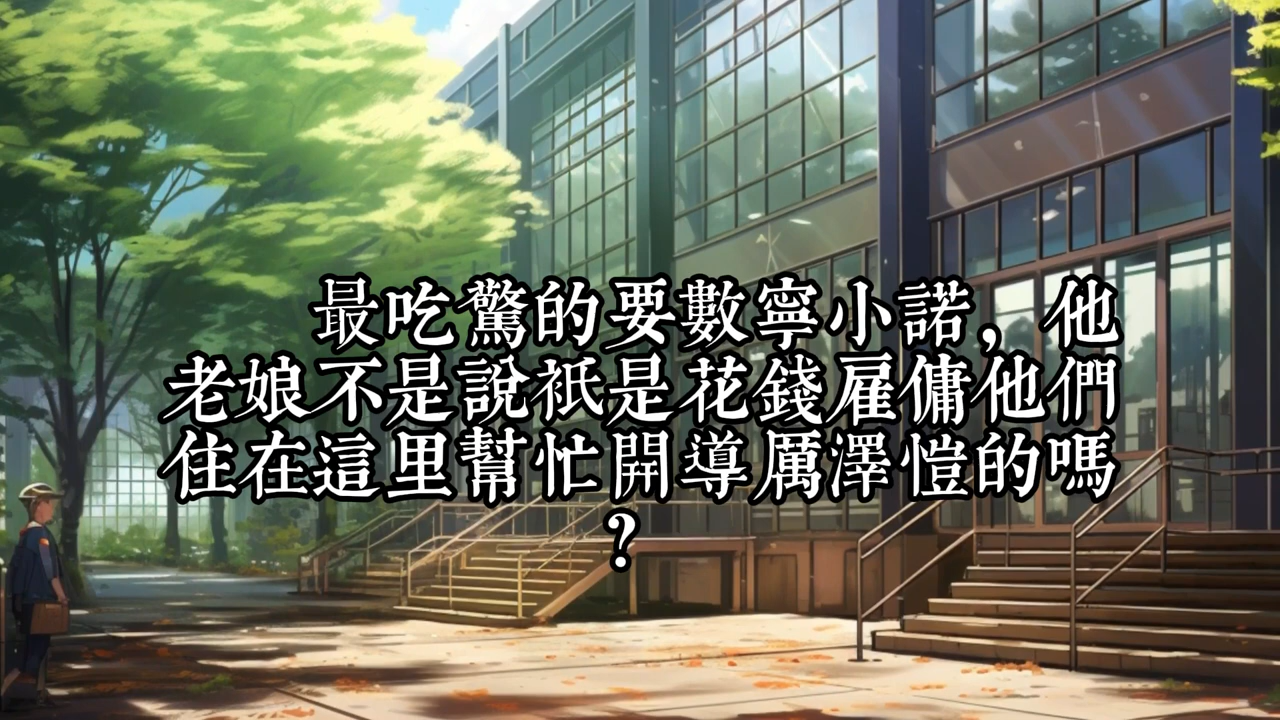 最吃驚的要數寧小諾，他
老娘不是說衹是花錢雇傭他們
住在這里幫忙開導厲澤愷的嗎
？